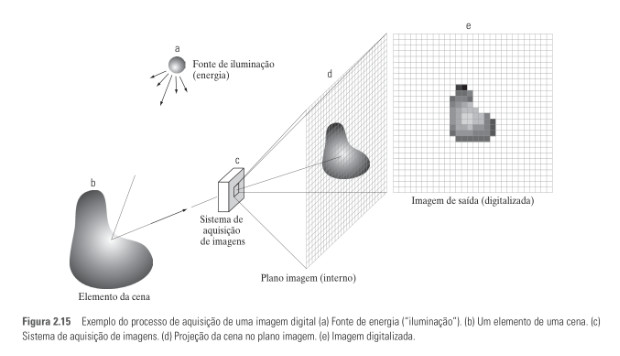 e
a
Fonte de iluminação
(energia)
d
c
b
Imagem de saída (digitalizada)
Sistema de
aquisição
de imagens
Plano imagem (interno)
Elemento da cena
Figura 2.15 Exemplo do processo de aquisição de uma imagem digital (a) Fonte de energia (“iluminação”). (b) Um elemento de uma cena. (c)
Sistema de aquisição de imagens. (d) Projeção da cena no plano imagem. (e) Imagem digitalizada.